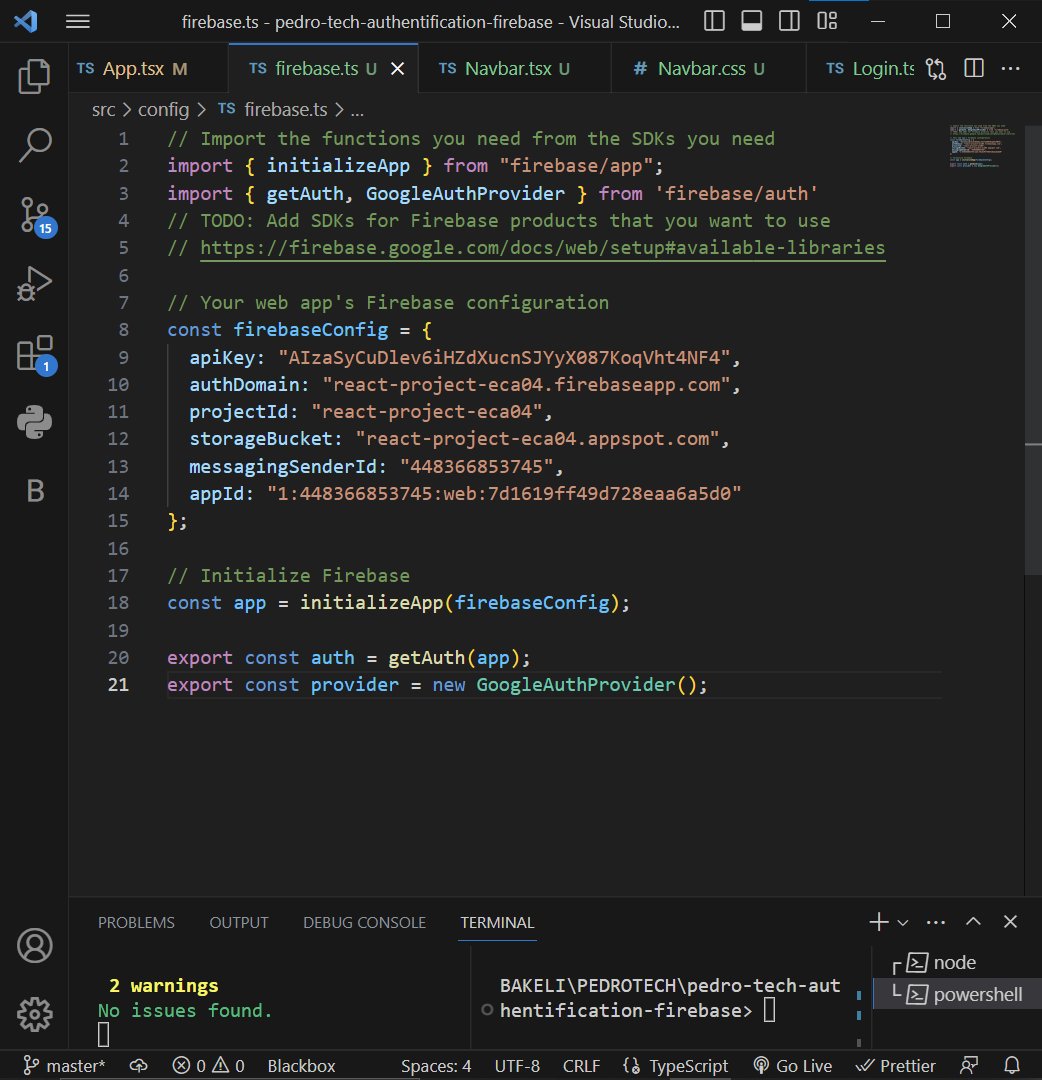 firebase.ts - pedro-tech-authentification-firebase - Visual Studio...
TS App.tsx M
TS firebase.ts U
TS Navbar.tsx U
# Navbar.css U
TS Login.ts
src > config > TS firebase.ts > ...
1 // Import the functions you need from the SDKs you need
2 import { initializeApp } from "firebase/app";
3 import { getAuth, GoogleAuthProvider } from 'firebase/auth'
4 // TODO: Add SDKs for Firebase products that you want to use
5 // https://firebase.google.com/docs/web/setup#available-libraries
6
7 // Your web app's Firebase configuration
8 const firebaseConfig = {
9 apiKey: "AIzaSyCuDlev6iHZdXucnSJYyX087KoqVht4NF4",
10 authDomain: "react-project-eca04.firebaseapp.com",
11 projectId: "react-project-eca04",
12 storageBucket: "react-project-eca04.appspot.com",
13 messagingSenderId: "448366853745",
14 appId: "1:448366853745:web:7d1619ff49d728eaa6a5d0"
15 };
16
17 // Initialize Firebase
18 const app = initializeApp(firebaseConfig);
19
20 export const auth = getAuth(app);
21 export const provider = new GoogleAuthProvider();
15
1
B
PROBLEMS OUTPUT DEBUG CONSOLE TERMINAL
2 warnings
No issues found.
BAKELI\PEDROTECH\pedro-tech-aut
hentification-firebase>
node
powershell
master* 0 0 Blackbox Spaces: 4 UTF-8 CRLF {} TypeScript Go Live Prettier